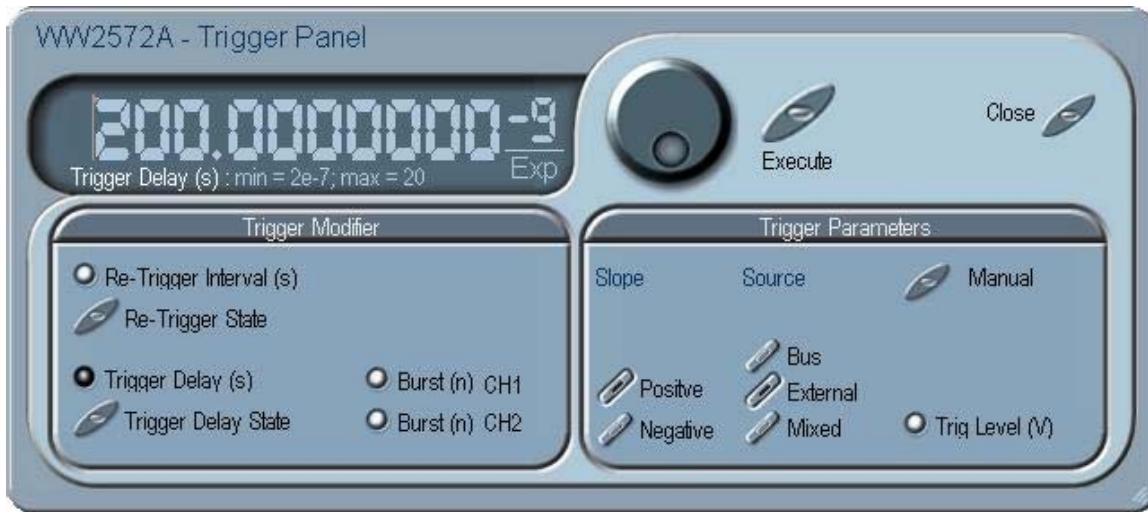 WW2572A - Trigger Panel
200.0000000 -9
Exp
Trigger Delay (s) : min = 2e-7; max = 20
Execute
Close
Trigger Modifier
Re-Trigger Interval (s)
Re-Trigger State
Trigger Delay (s)
Burst (n) CH1
Trigger Delay State
Burst (n) CH2
Trigger Parameters
Slope
Source
Manual
Bus
Positve
External
Negative
Mixed
Trig Level (V)